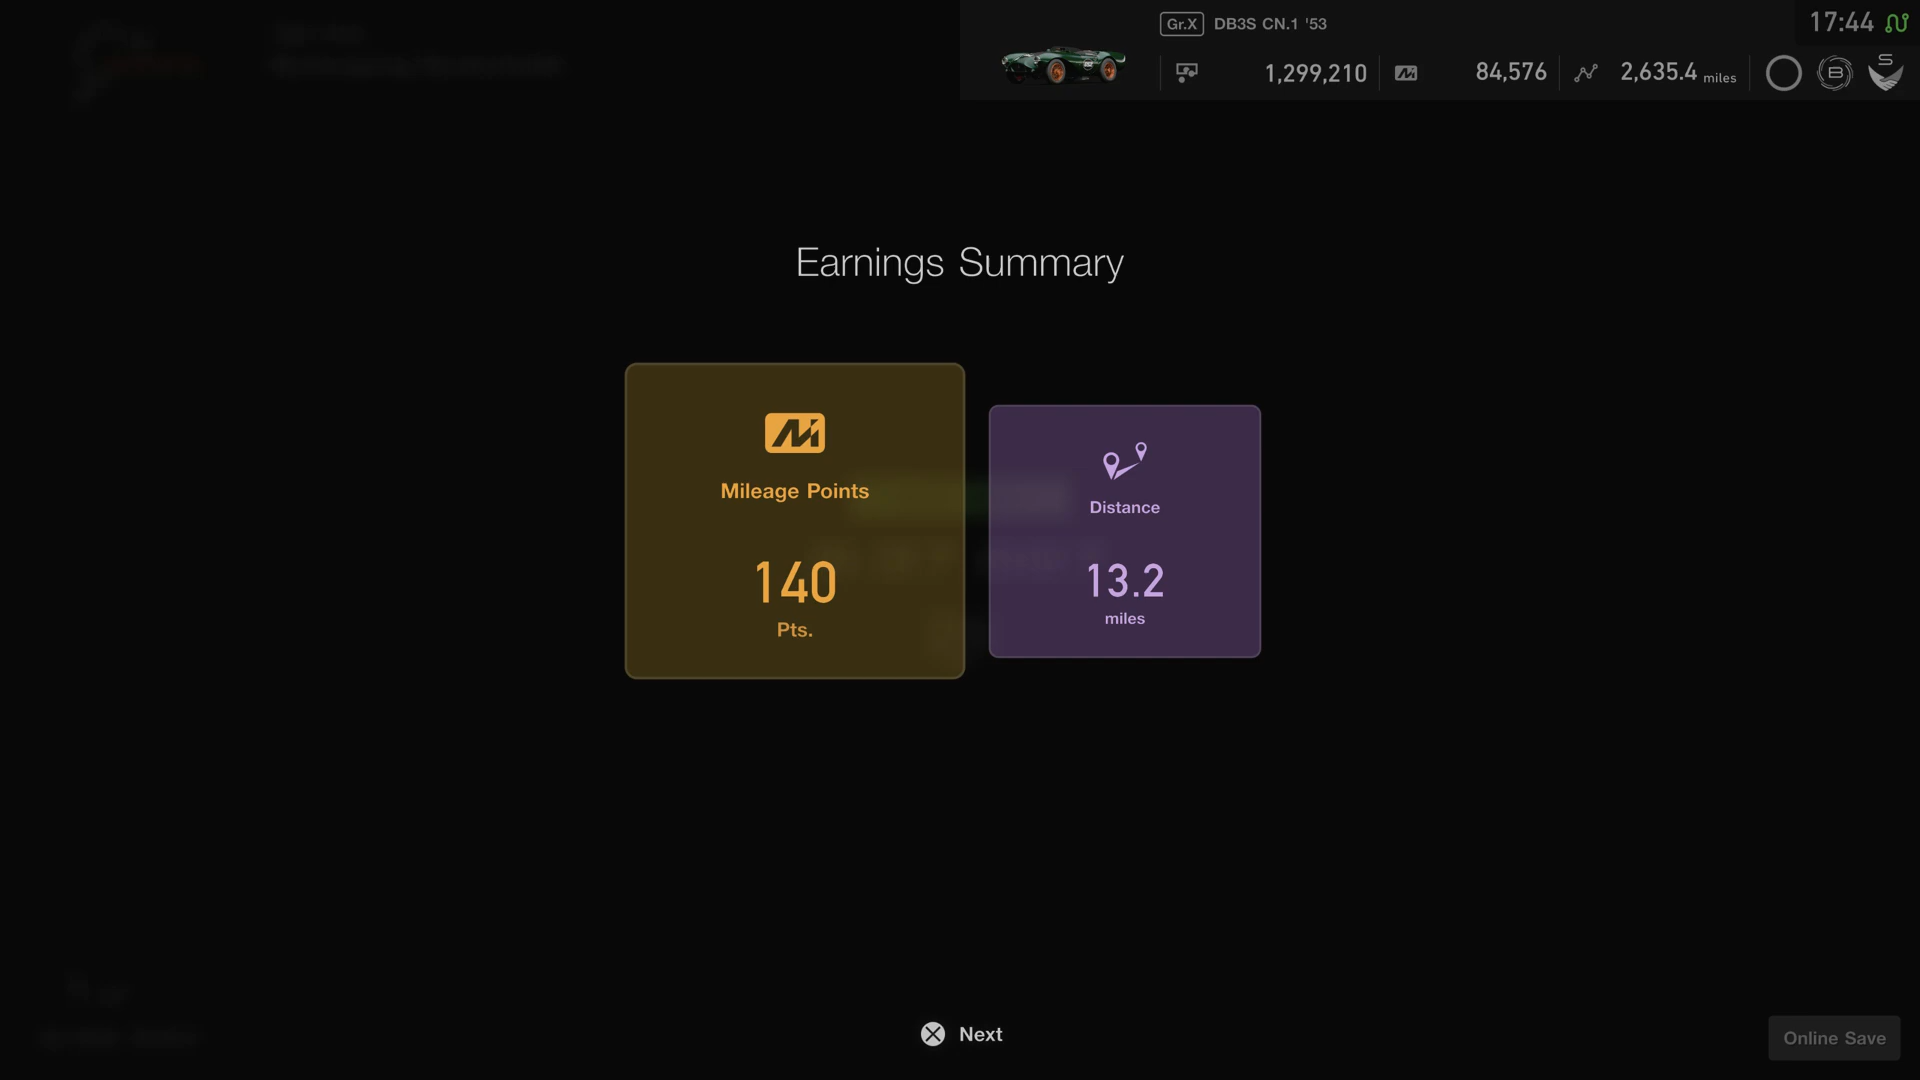 Gr.X DB3S CN.1 '53
17:44
1,299,210
84,576
2,635.4 miles
B
S
Earnings Summary
Mileage Points
140
Pts.
Distance
13.2
miles
Next
Online Save